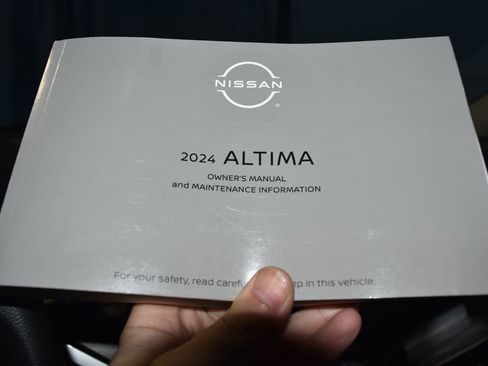 NISSAN
®
2024 ALTIMA
OWNER'S MANUAL
and MAINTENANCE INFORMATION
For your safety, read in this vehicle.